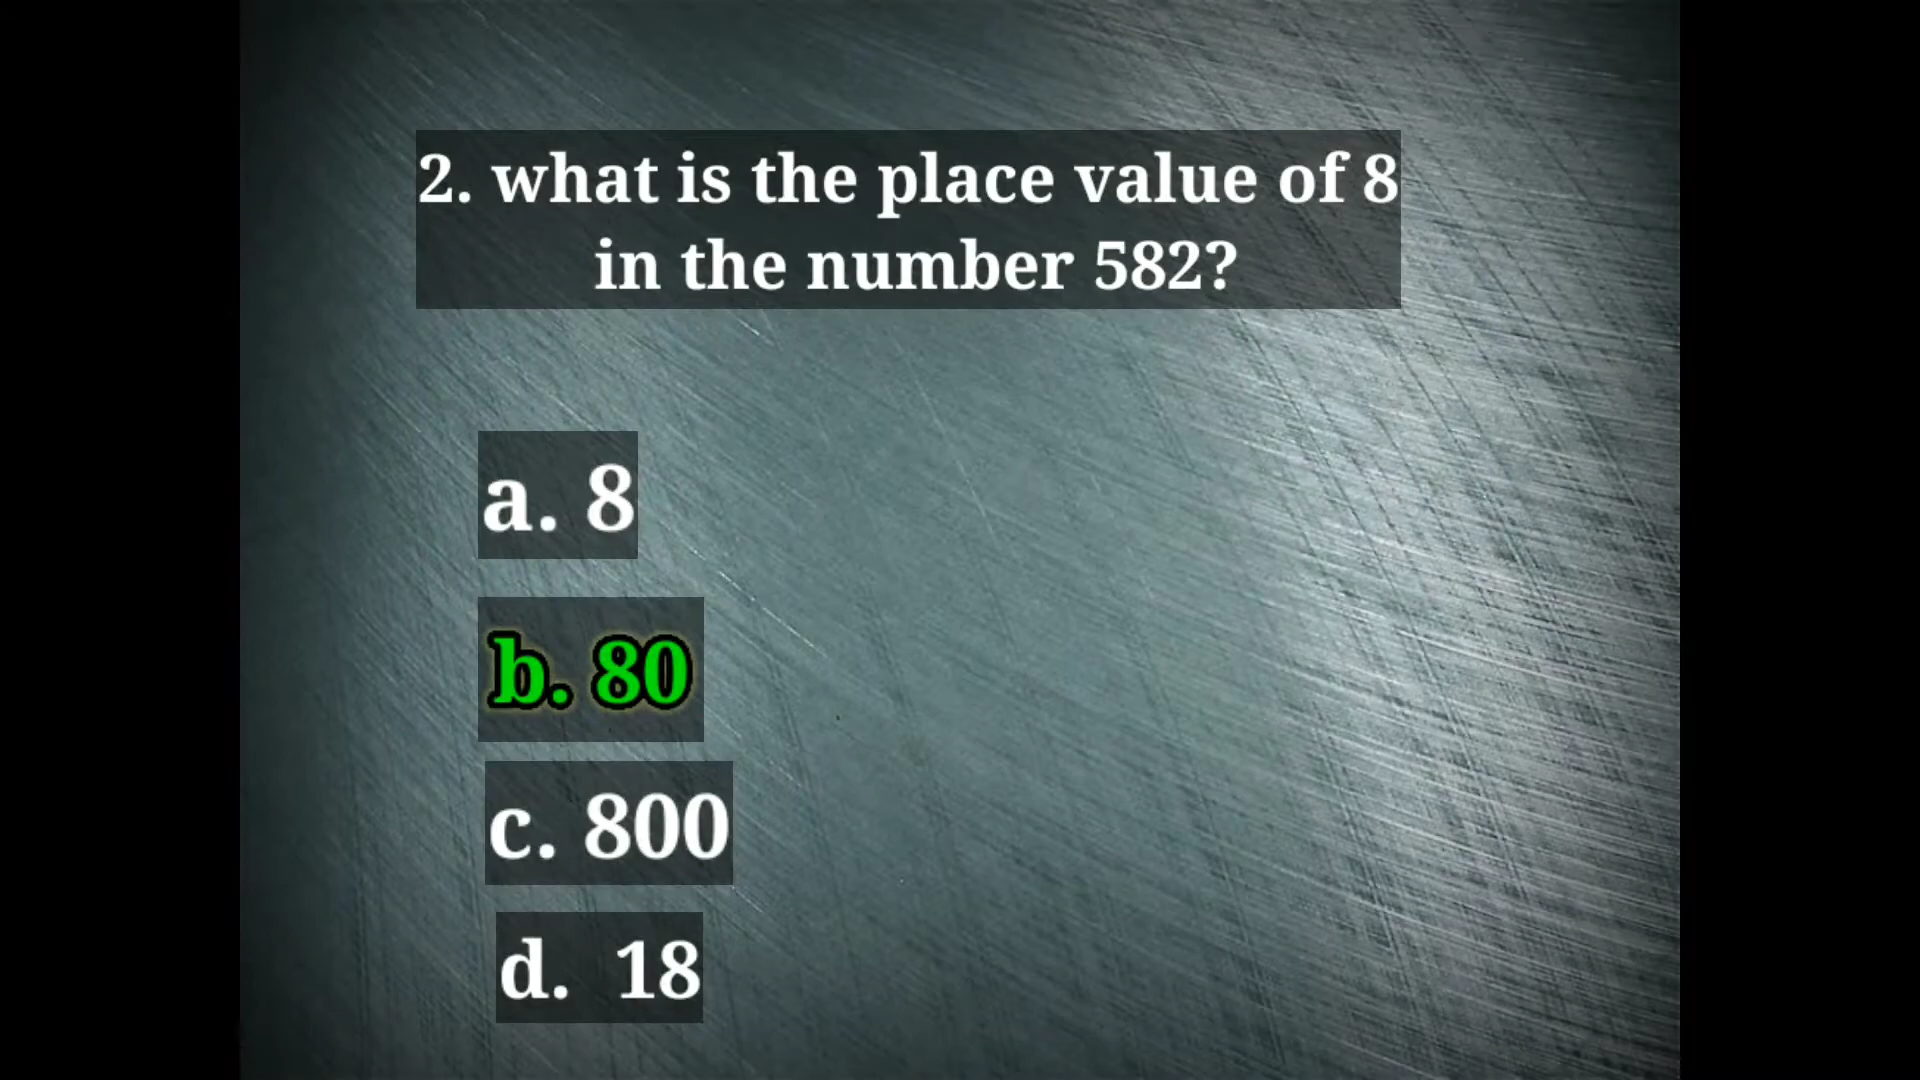 2. what is the place value of 8
in the number 582?
a. 8
b. 80
c. 800
d. 18